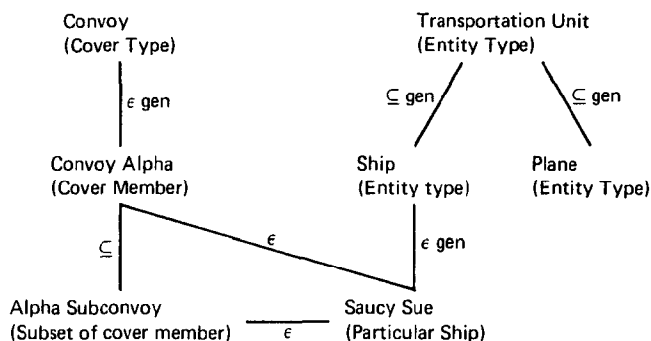 Convoy
(Cover Type)
Transportation Unit
(Entity Type)
ϵ gen
⊆ gen
⊆ gen
Convoy Alpha
(Cover Member)
Ship
(Entity type)
Plane
(Entity Type)
⊆
ϵ
ϵ gen
Alpha Subconvoy
(Subset of cover member)
ϵ
Saucy Sue
(Particular Ship)